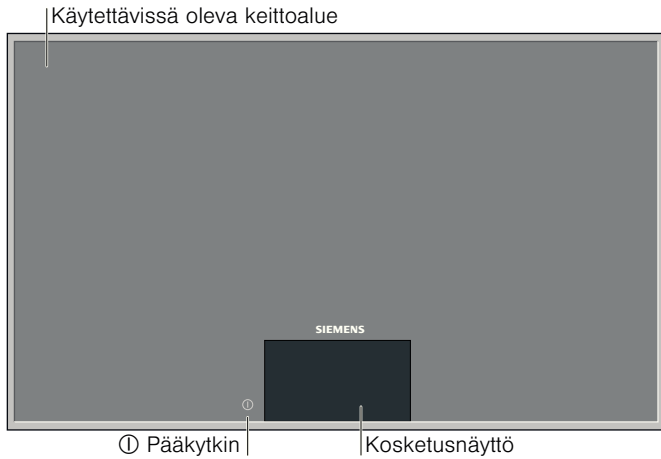 Käytettävissä oleva keittoalue
SIEMENS
① Pääkytkin
Kosketusnäyttö